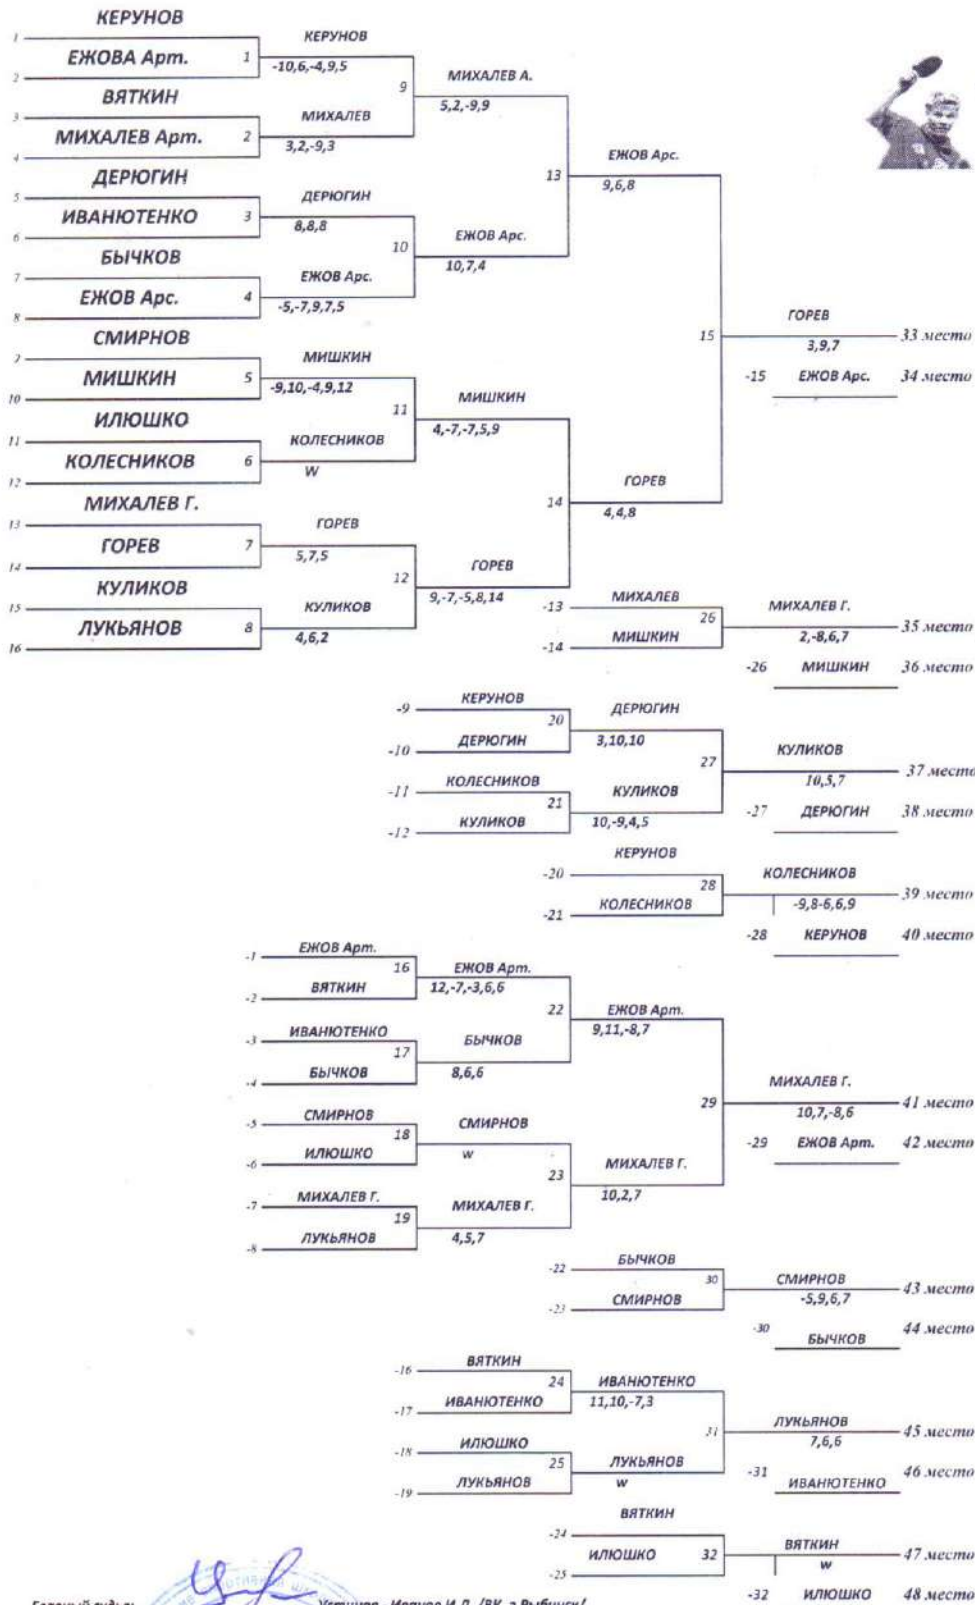 КЕРУНОВ
1
КЕРУНОВ
ЕЖОВА Арт. 1
-10,6,-4,9,5
2
9 МИХАЛЕВ А.
ВЯТКИН
5,2,-9,9
3
МИХАЛЕВ
МИХАЛЕВ Арт. 2
3,2,-9,3
4
ЕЖОВ Арс.
ДЕРЮГИН
13
9,6,8
5
ДЕРЮГИН
ИВАНЮТЕНКО 3
8,8,8
6
10 ЕЖОВ Арс.
БЫЧКОВ
10,7,4
7
ЕЖОВ Арс.
ЕЖОВ Арс. 4
-5,-7,9,7,5
8
ГОРЕВ
СМИРНОВ
15 33 место
3,9,7
7
МИШКИН
МИШКИН 5
-15 ЕЖОВ Арс. 34 место
-9,10,-4,9,12
10
МИШКИН
11
ИЛЮШКО
4,-7,-7,5,9
11
КОЛЕСНИКОВ
КОЛЕСНИКОВ 6
W
12
ГОРЕВ
МИХАЛЕВ Г.
14
4,4,8
13
ГОРЕВ
ГОРЕВ 7
5,7,5
14
ГОРЕВ
12
КУЛИКОВ
9,-7,-5,8,14
15
КУЛИКОВ
-13 МИХАЛЕВ
26 МИХАЛЕВ Г.
ЛУКЬЯНОВ 8
4,6,2
35 место
2,-8,6,7
16
-14 МИШКИН
-26 МИШКИН 36 место
-9 КЕРУНОВ
20 ДЕРЮГИН
-10 ДЕРЮГИН
3,10,10
27 КУЛИКОВ
37 место
-11 КОЛЕСНИКОВ
10,5,7
21 КУЛИКОВ
-12 КУЛИКОВ
10,-9,4,5
-27 ДЕРЮГИН 38 место
-20 КЕРУНОВ
28 КОЛЕСНИКОВ
39 место
-21 КОЛЕСНИКОВ
-9,8-6,6,9
-28 КЕРУНОВ 40 место
-1 ЕЖОВ Арт.
16 ЕЖОВ Арт.
-2 ВЯТКИН
12,-7,-3,6,6
22 ЕЖОВ Арт.
9,11,-8,7
-3 ИВАНЮТЕНКО
17 БЫЧКОВ
-4 БЫЧКОВ
8,6,6
29 МИХАЛЕВ Г.
41 место
10,7,-8,6
-5 СМИРНОВ
18 СМИРНОВ
-6 ИЛЮШКО
w
-29 ЕЖОВ Арт. 42 место
23 МИХАЛЕВ Г.
10,2,7
-7 МИХАЛЕВ Г.
19 МИХАЛЕВ Г.
-8 ЛУКЬЯНОВ
4,5,7
-22 БЫЧКОВ
30 СМИРНОВ
43 место
-23 СМИРНОВ
-5,9,6,7
-30 БЫЧКОВ 44 место
-16 ВЯТКИН
24 ИВАНЮТЕНКО
-17 ИВАНЮТЕНКО
11,10,-7,3
31 ЛУКЬЯНОВ
45 место
-18 ИЛЮШКО
7,6,6
25 ЛУКЬЯНОВ
-19 ЛУКЬЯНОВ
w
-31 ИВАНЮТЕНКО 46 место
-24 ВЯТКИН
32 ВЯТКИН
47 место
-25 ИЛЮШКО
w
-32 ИЛЮШКО 48 место